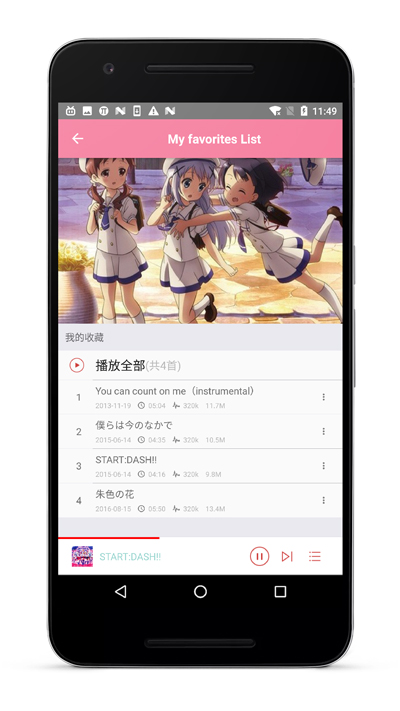 11:49
My favorites List
我的收藏
播放全部(共4首)
1 You can count on me（instrumental）
2013-11-19 05:04 320k 11.7M
2 僕らは今のなかで
2015-06-14 04:35 320k 10.5M
3 START:DASH!!
2015-06-14 04:16 320k 9.8M
4 朱色の花
2016-08-15 05:50 320k 13.4M
START:DASH!!